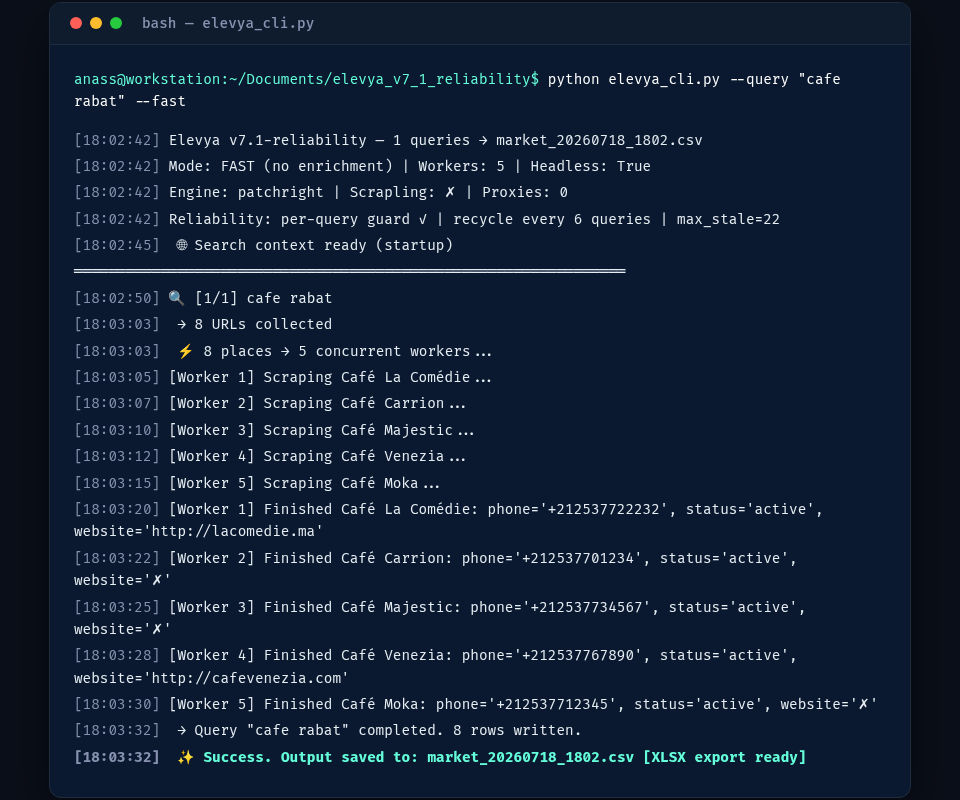 bash — elevya_cli.py
anass@workstation:~/Documents/elevya_v7_1_reliability$ python elevya_cli.py --query "cafe
rabat" --fast
[18:02:42] Elevya v7.1-reliability — 1 queries → market_20260718_1802.csv
[18:02:42] Mode: FAST (no enrichment) | Workers: 5 | Headless: True
[18:02:42] Engine: patchright | Scrapling: ✗ | Proxies: 0
[18:02:42] Reliability: per-query guard √ | recycle every 6 queries | max_stale=22
[18:02:45] 🌐 Search context ready (startup)
════════════════════════════════════════════════════════════════
[18:02:50] 🔍 [1/1] cafe rabat
[18:03:03] → 8 URLs collected
[18:03:03] ⚡ 8 places → 5 concurrent workers...
[18:03:05] [Worker 1] Scraping Café La Comédie...
[18:03:07] [Worker 2] Scraping Café Carrion...
[18:03:10] [Worker 3] Scraping Café Majestic...
[18:03:12] [Worker 4] Scraping Café Venezia...
[18:03:15] [Worker 5] Scraping Café Moka...
[18:03:20] [Worker 1] Finished Café La Comédie: phone='+212537722232', status='active',
website='http://lacomedie.ma'
[18:03:22] [Worker 2] Finished Café Carrion: phone='+212537701234', status='active',
website='✗'
[18:03:25] [Worker 3] Finished Café Majestic: phone='+212537734567', status='active',
website='✗'
[18:03:28] [Worker 4] Finished Café Venezia: phone='+212537767890', status='active',
website='http://cafevenezia.com'
[18:03:30] [Worker 5] Finished Café Moka: phone='+212537712345', status='active', website='✗'
[18:03:32] → Query "cafe rabat" completed. 8 rows written.
[18:03:32] ✨ Success. Output saved to: market_20260718_1802.csv [XLSX export ready]